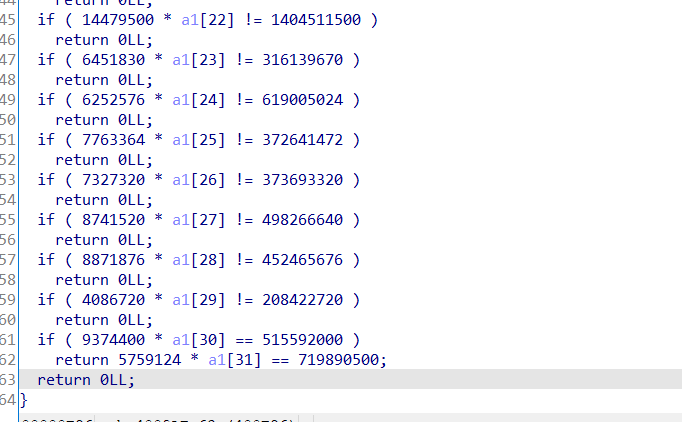 return 0LL;
45 if ( 14479500 * a1[22] != 1404511500 )
46 return 0LL;
47 if ( 6451830 * a1[23] != 316139670 )
48 return 0LL;
49 if ( 6252576 * a1[24] != 619005024 )
50 return 0LL;
51 if ( 7763364 * a1[25] != 372641472 )
52 return 0LL;
53 if ( 7327320 * a1[26] != 373693320 )
54 return 0LL;
55 if ( 8741520 * a1[27] != 498266640 )
56 return 0LL;
57 if ( 8871876 * a1[28] != 452465676 )
58 return 0LL;
59 if ( 4086720 * a1[29] != 208422720 )
60 return 0LL;
61 if ( 9374400 * a1[30] == 515592000 )
62 return 5759124 * a1[31] == 719890500;
63 return 0LL;
64 }